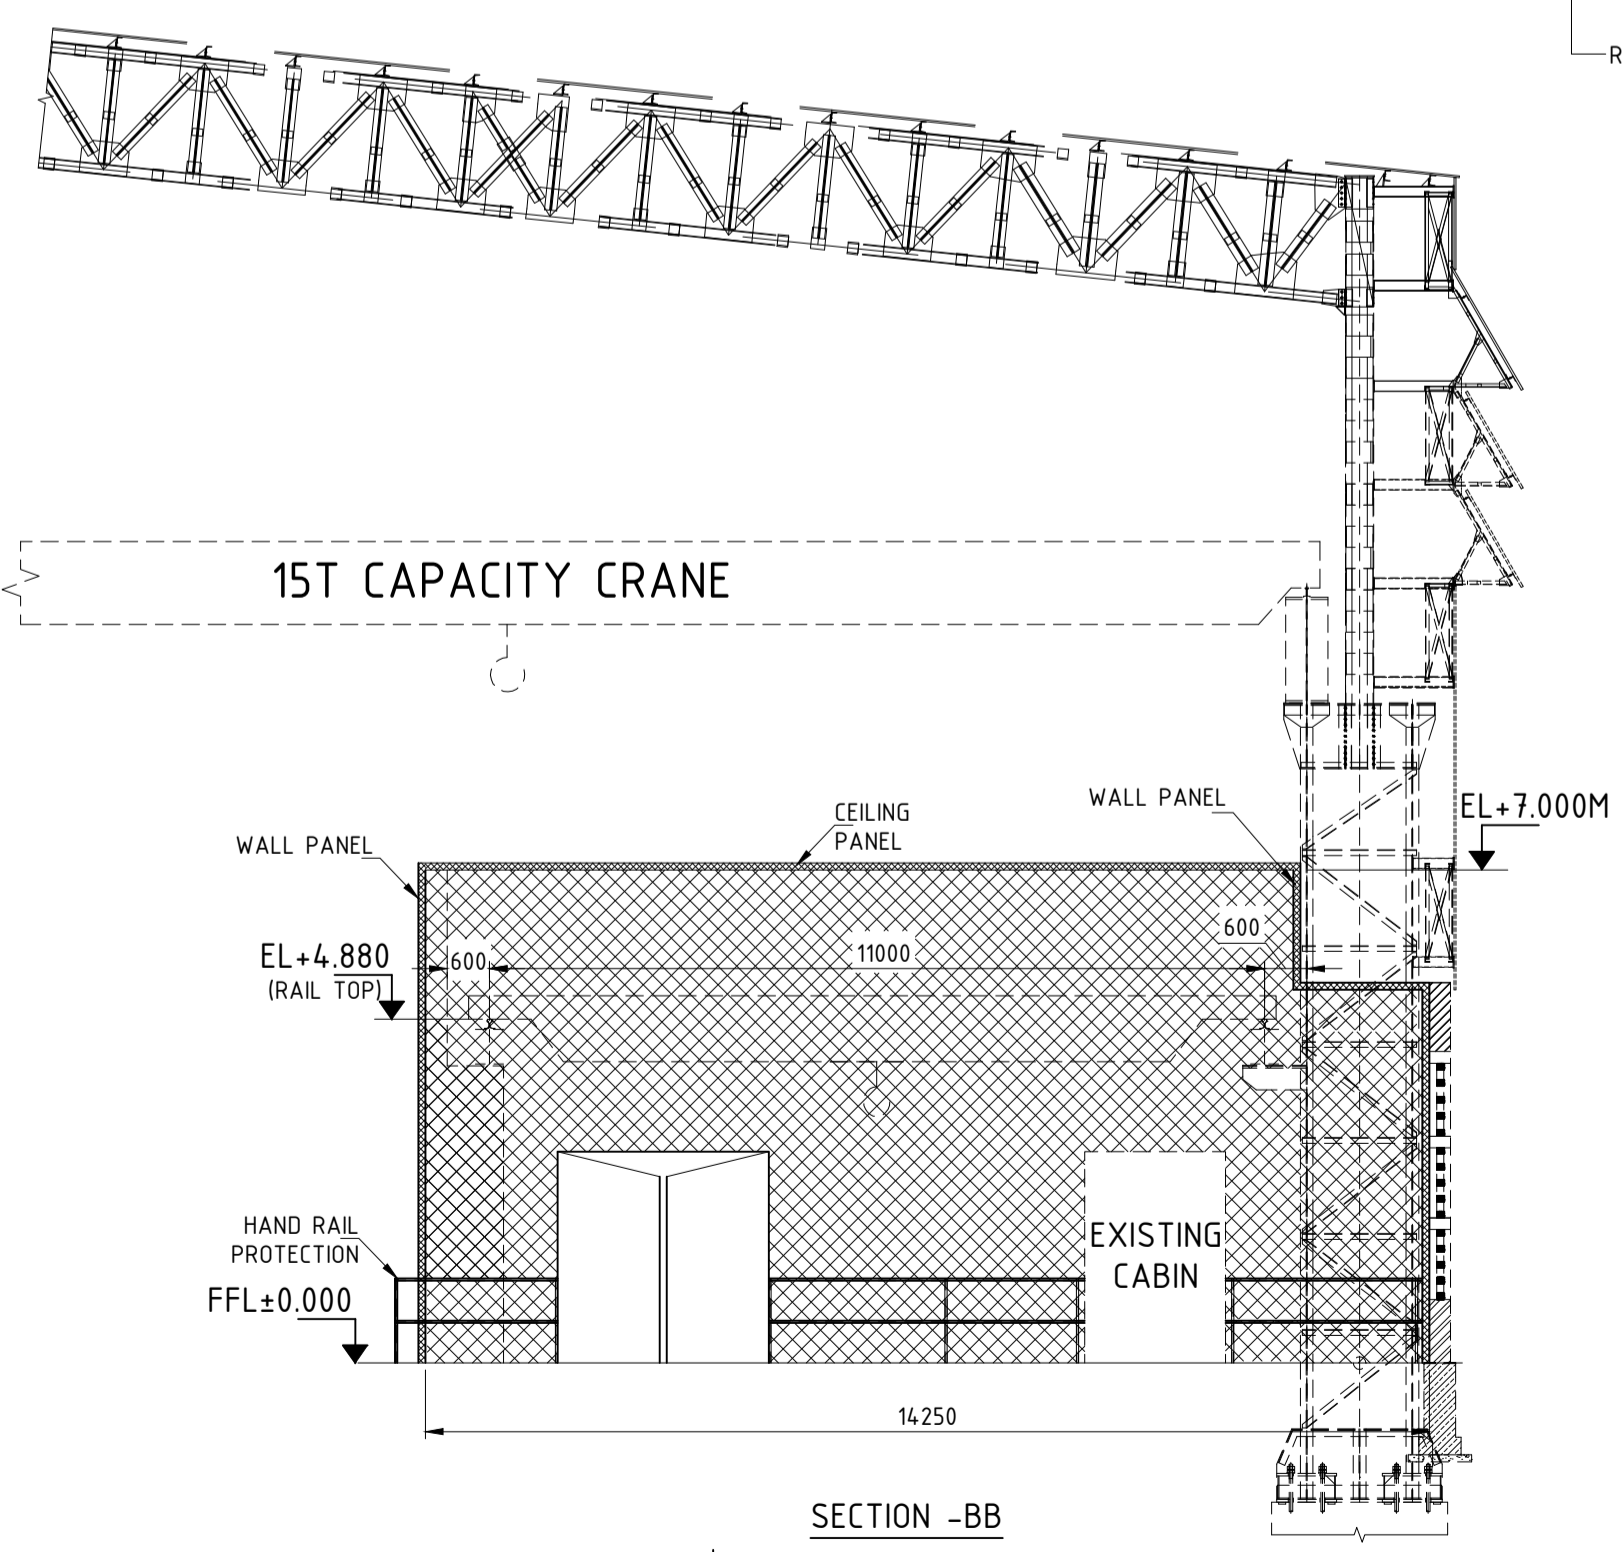 R
15T CAPACITY CRANE
WALL PANEL
EL+7.000M
CEILING
PANEL
WALL PANEL
EL+4.880
(RAIL TOP)
600
11000
600
HAND RAIL
PROTECTION
EXISTING
CABIN
FFL±0.000
14250
SECTION -BB